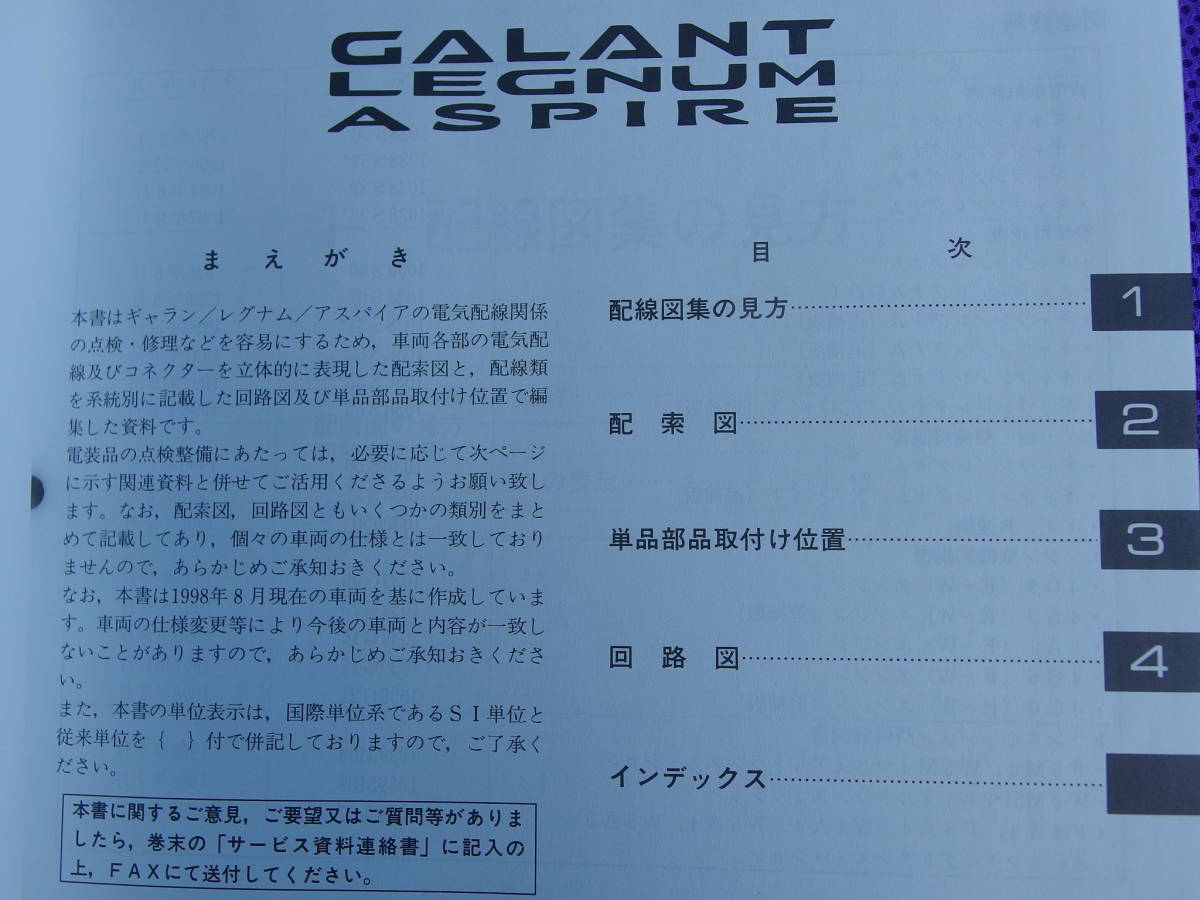 GALANT
LEGNUM
ASPIRE
まえがき
本書はギャラン／レグナム／アスパイアの電気配線関係
の点検・修理などを容易にするため，車両各部の電気配
線及びコネクターを立体的に表現した配索図と，配線類
を系統別に記載した回路図及び単品部品取付け位置で編
集した資料です。
電装品の点検整備にあたっては，必要に応じて次ページ
に示す関連資料と併せてご活用くださるようお願い致し
ます。なお，配索図，回路図ともいくつかの類別をまと
めて記載してあり，個々の車両の仕様とは一致しており
ませんので，あらかじめご承知おきください。
なお，本書は1998年8月現在の車両を基に作成していま
す。車両の仕様変更等により今後の車両と内容が一致し
ないことがありますので，あらかじめご承知おきくださ
い。
また，本書の単位表示は，国際単位系であるＳＩ単位と
従来単位を｛　｝付で併記しておりますので，ご了承く
ださい。
本書に関するご意見，ご要望又はご質問等がありま
したら，巻末の「サービス資料連絡書」に記入の
上，ＦＡＸにて送付してください。
目次
配線図集の見方 1
配索図 2
単品部品取付け位置 3
回路図 4
インデックス
配線図集の見方